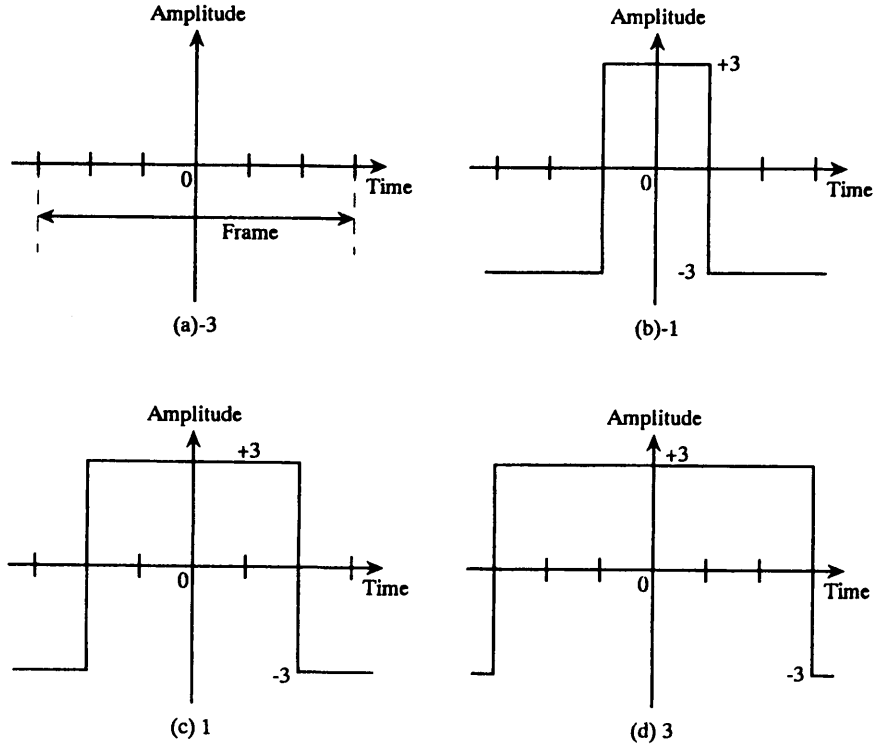 Amplitude
0
Time
Frame
(a)-3
Amplitude
+3
0
Time
-3
(b)-1
Amplitude
+3
0
Time
-3
(c) 1
Amplitude
+3
0
Time
-3
(d) 3